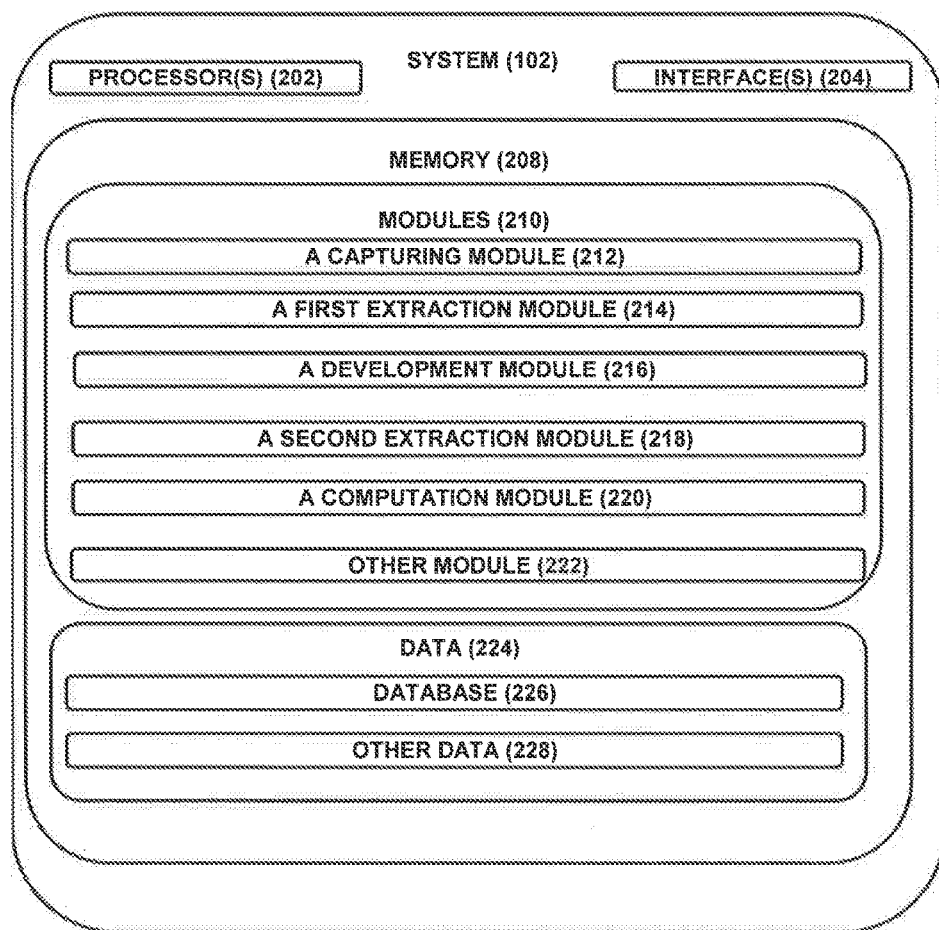 SYSTEM (102)
PROCESSOR(S) (202)
INTERFACE(S) (204)
MEMORY (208)
MODULES (210)
A CAPTURING MODULE (212)
A FIRST EXTRACTION MODULE (214)
A DEVELOPMENT MODULE (216)
A SECOND EXTRACTION MODULE (218)
A COMPUTATION MODULE (220)
OTHER MODULE (222)
DATA (224)
DATABASE (226)
OTHER DATA (228)